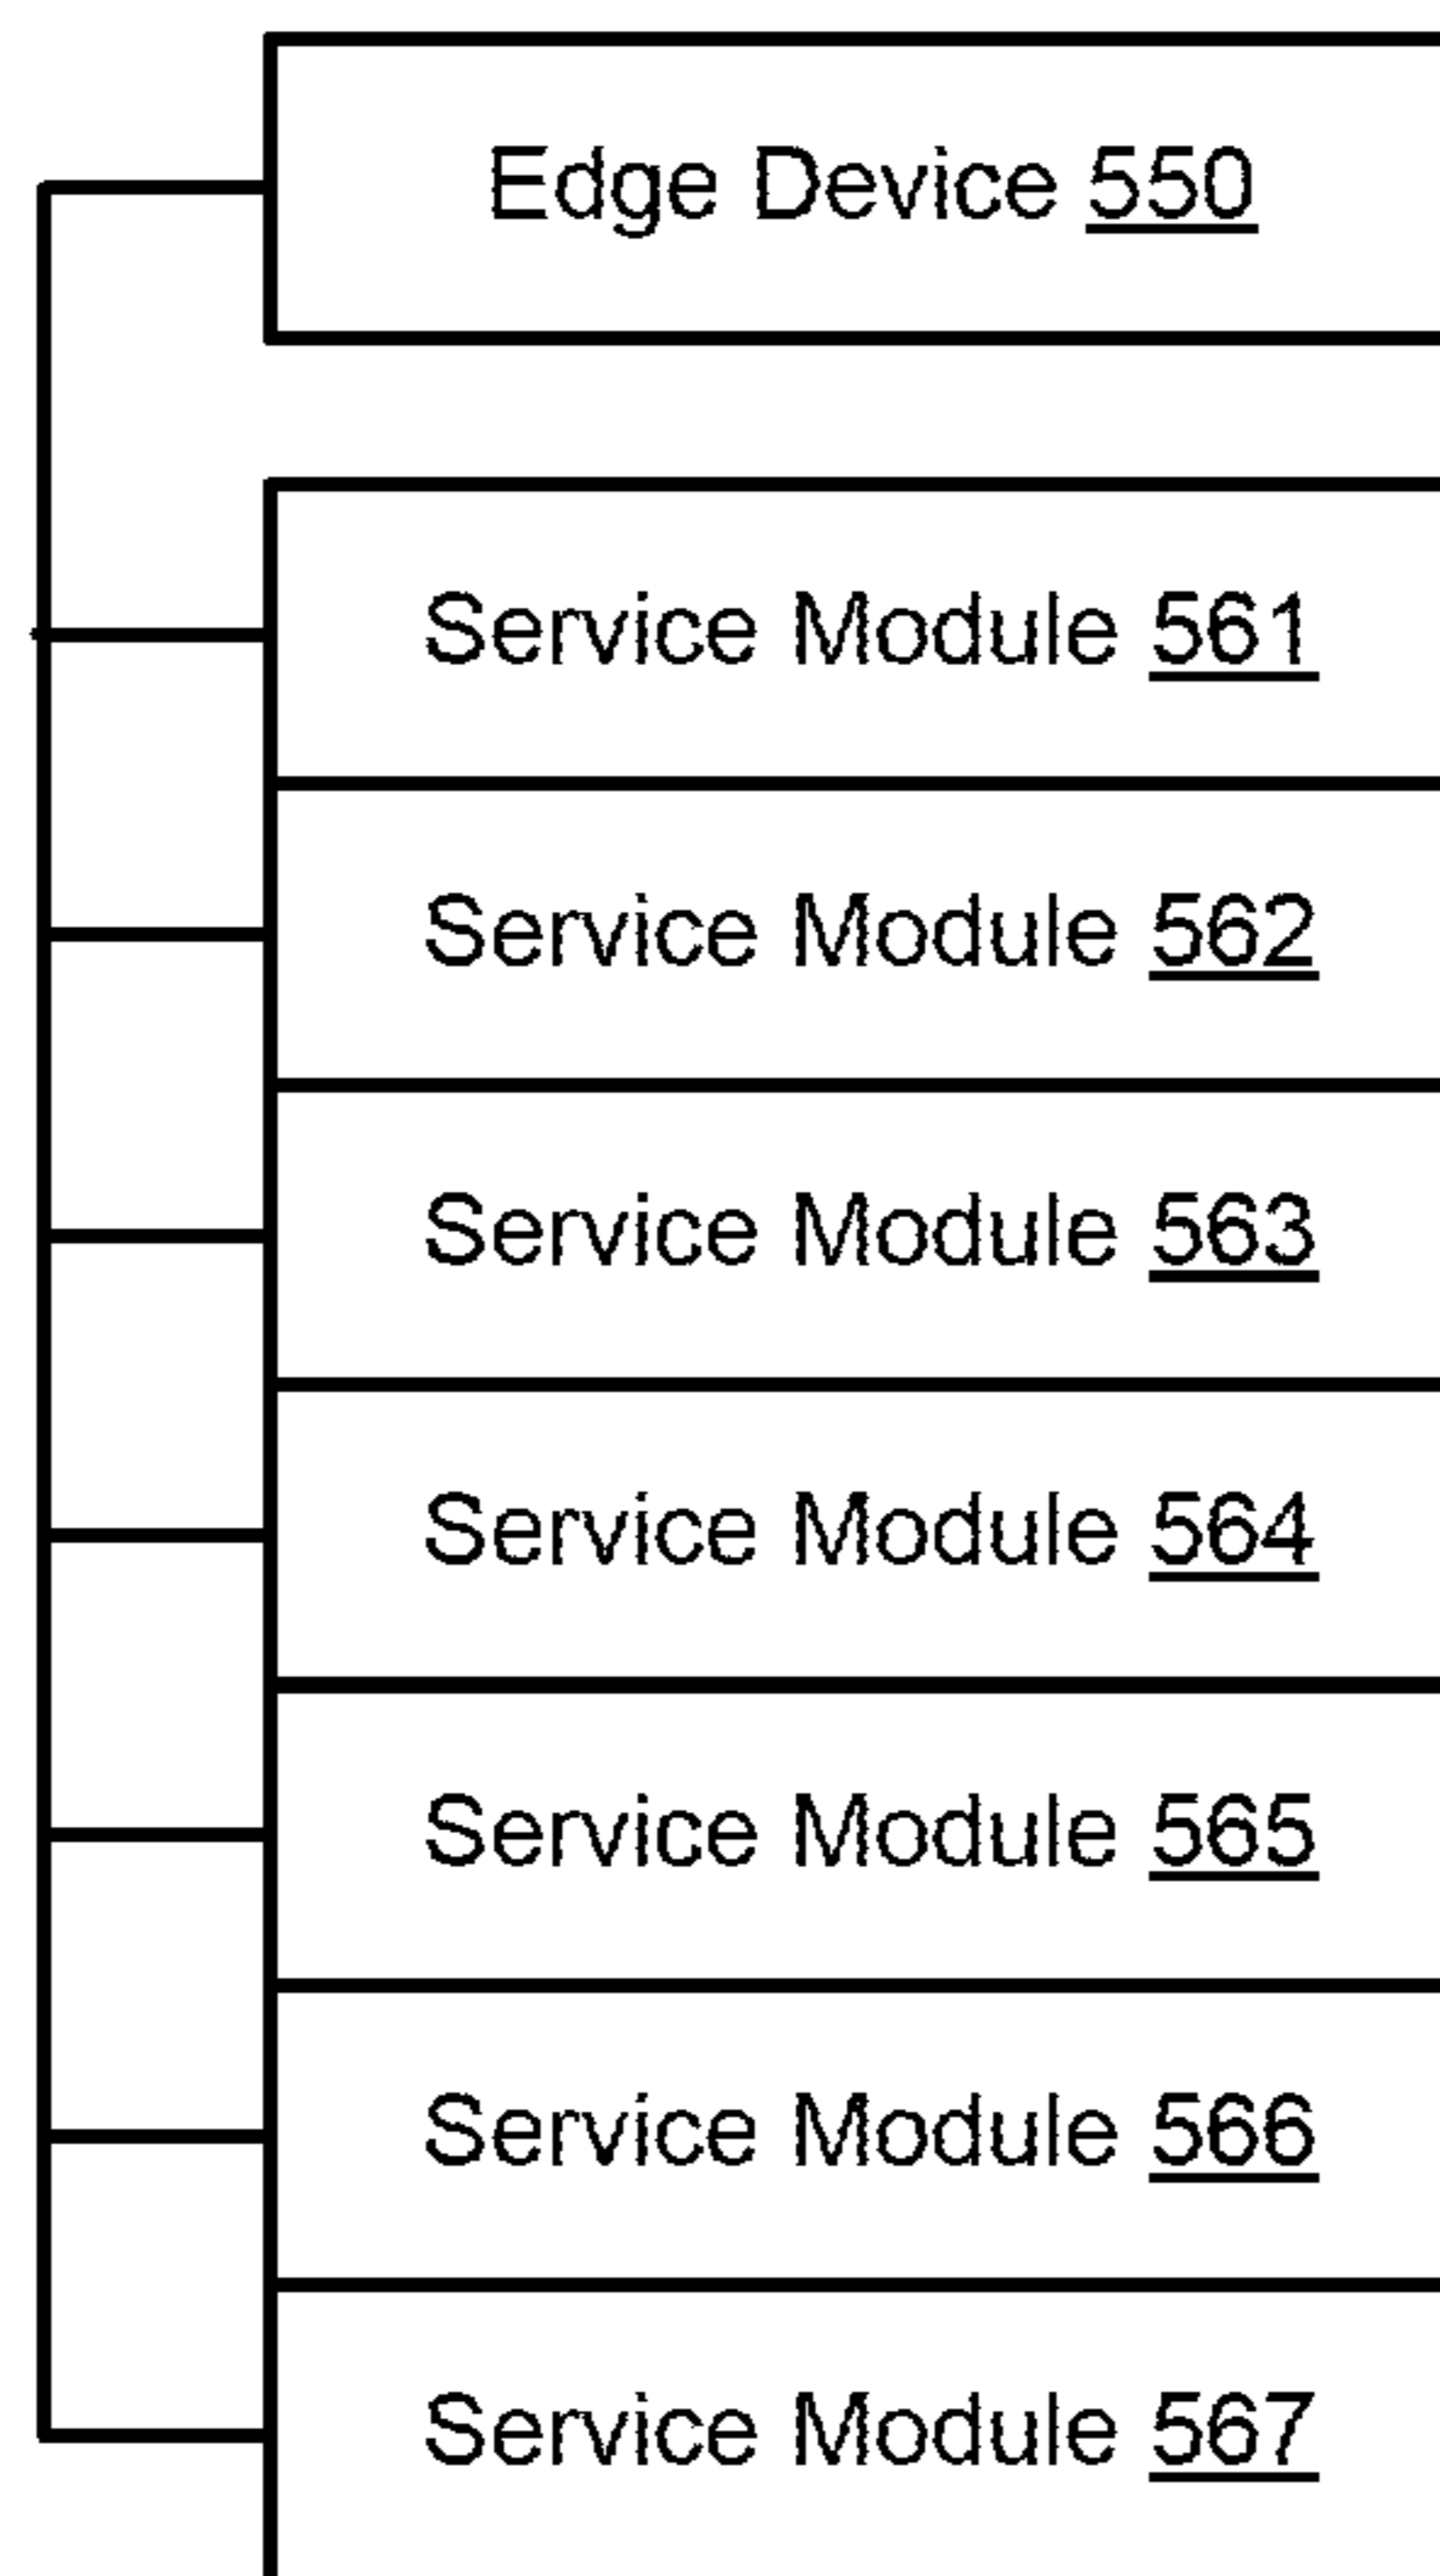 Edge Device 550
Service Module 561
Service Module 562
Service Module 563
Service Module 564
Service Module 565
Service Module 566
Service Module 567